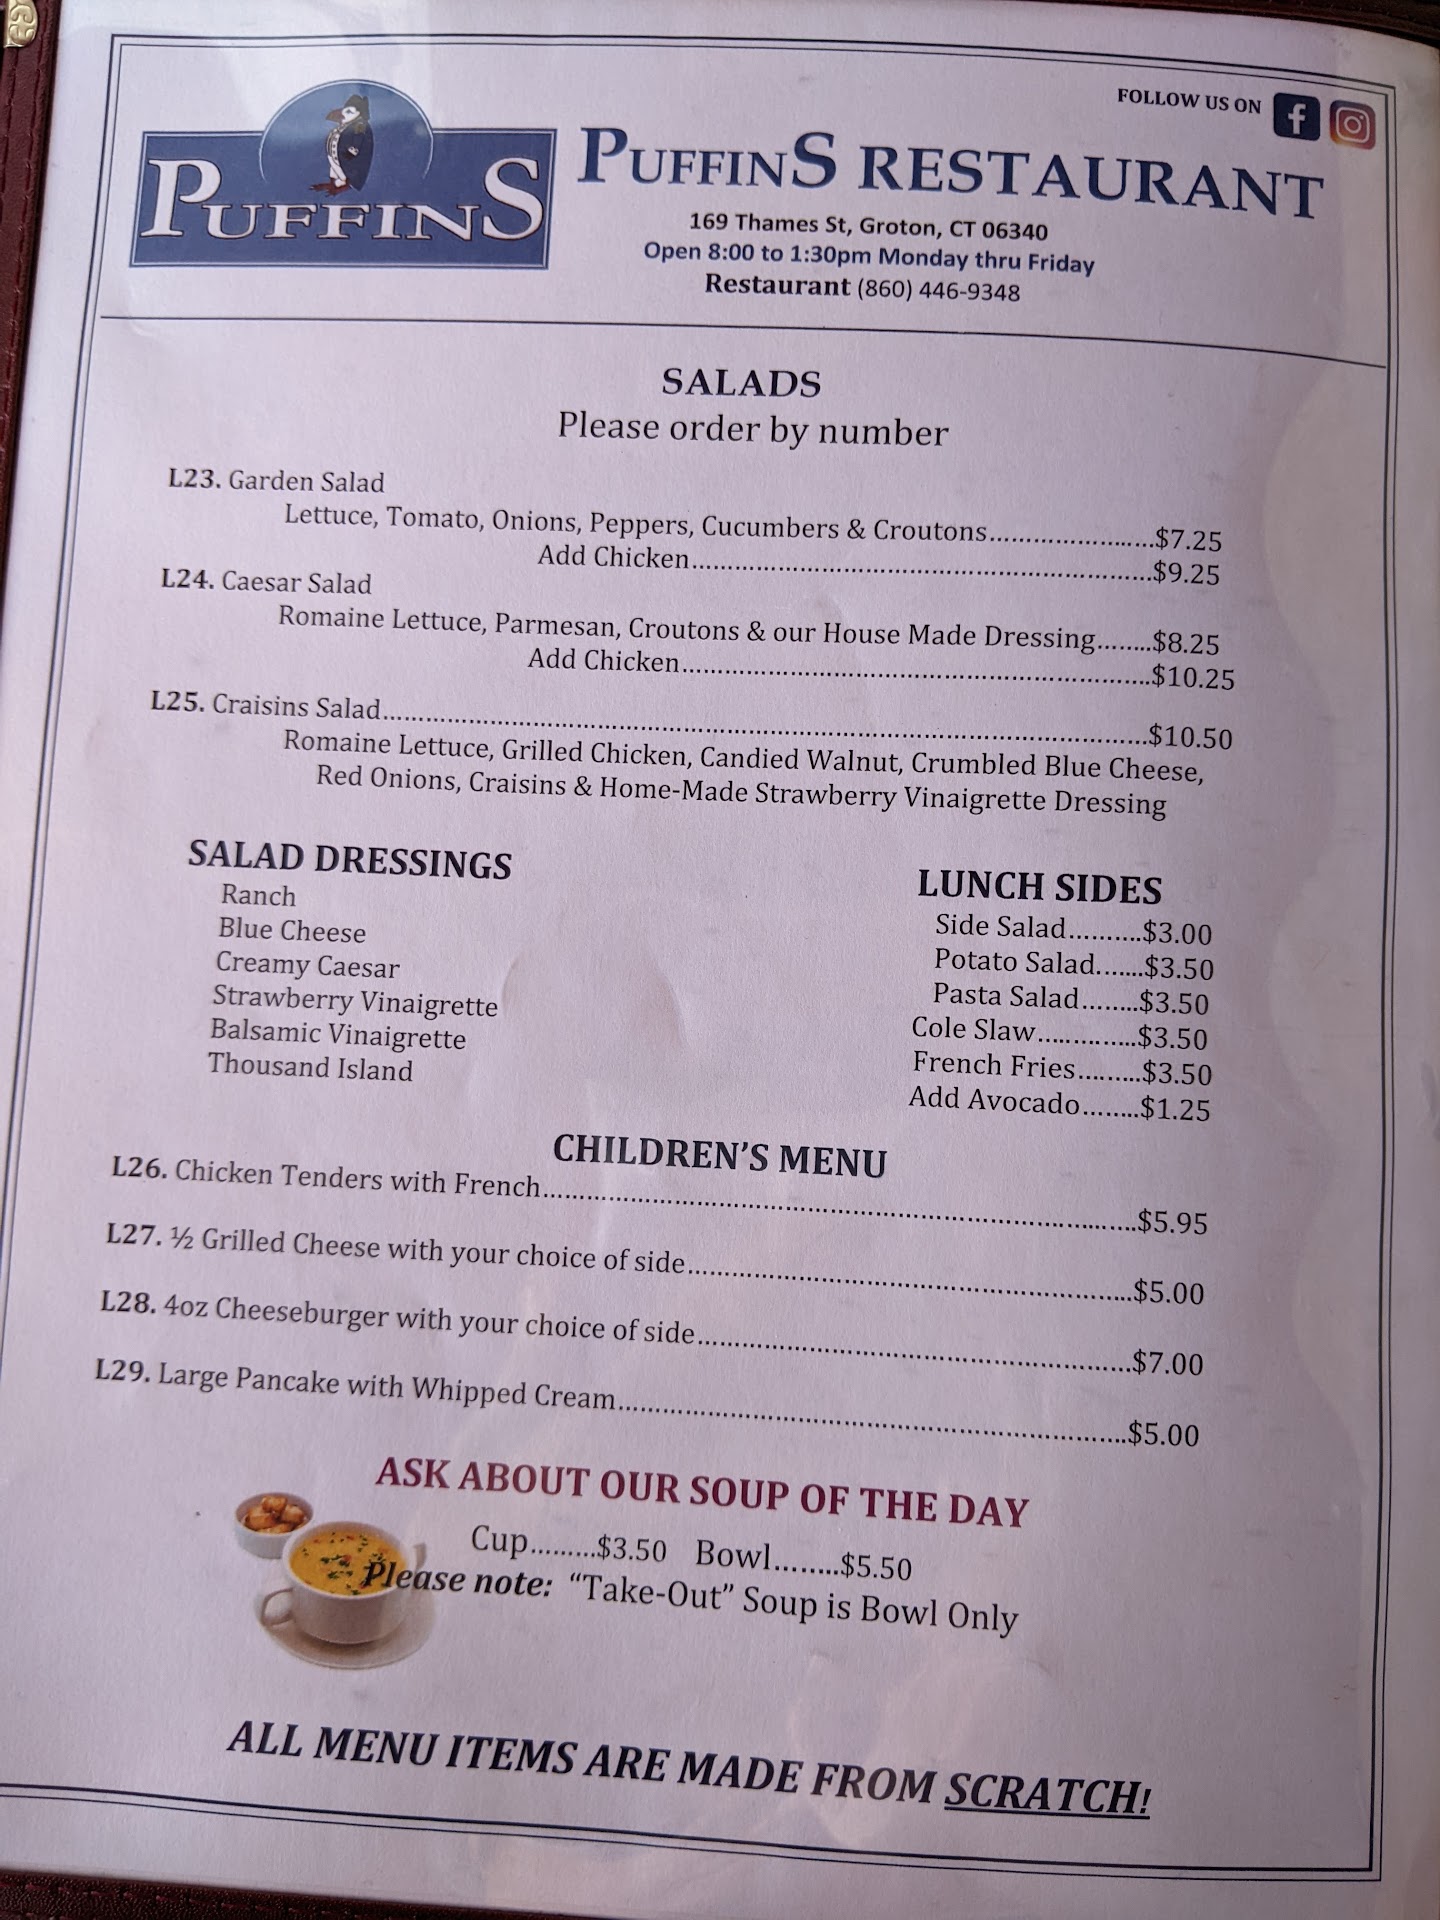 FOLLOW US ON
PUFFINS
PUFFINS RESTAURANT
169 Thames St, Groton, CT 06340
Open 8:00 to 1:30pm Monday thru Friday
Restaurant (860) 446-9348
SALADS
Please order by number
L23. Garden Salad
Lettuce, Tomato, Onions, Peppers, Cucumbers & Croutons.......................$7.25
Add Chicken...............................................................$9.25
L24. Caesar Salad
Romaine Lettuce, Parmesan, Croutons & our House Made Dressing........$8.25
Add Chicken................................................................$10.25
L25. Craisins Salad.........................................................................................................$10.50
Romaine Lettuce, Grilled Chicken, Candied Walnut, Crumbled Blue Cheese,
Red Onions, Craisins & Home-Made Strawberry Vinaigrette Dressing
SALAD DRESSINGS
Ranch
Blue Cheese
Creamy Caesar
Strawberry Vinaigrette
Balsamic Vinaigrette
Thousand Island
LUNCH SIDES
Side Salad..........$3.00
Potato Salad.......$3.50
Pasta Salad........$3.50
Cole Slaw..............$3.50
French Fries.........$3.50
Add Avocado........$1.25
CHILDREN'S MENU
L26. Chicken Tenders with French.................................................................................$5.95
L27. ½ Grilled Cheese with your choice of side.............................................................$5.00
L28. 4oz Cheeseburger with your choice of side............................................................$7.00
L29. Large Pancake with Whipped Cream......................................................................$5.00
ASK ABOUT OUR SOUP OF THE DAY
Cup.........$3.50 Bowl.........$5.50
Please note: “Take-Out” Soup is Bowl Only
ALL MENU ITEMS ARE MADE FROM SCRATCH!